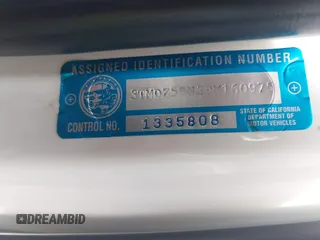 ASSIGNED IDENTIFICATION NUMBER
CONTROL NO. 1335808
STATE OF CALIFORNIA
DEPARTMENT OF
MOTOR VEHICLES
DREAMBID